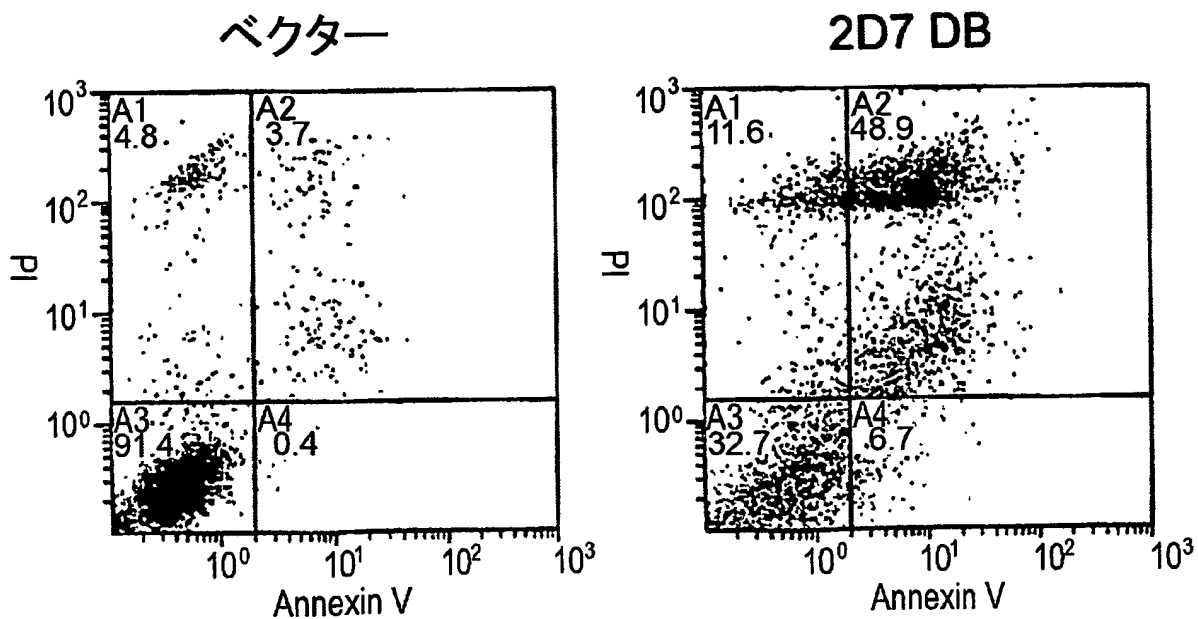 ベクター
10³
A1
4.8
A2
3.7
10²
PI
10¹
10⁰
A3
91.4
A4
0.4
10⁰ 10¹ 10² 10³
Annexin V
2D7 DB
10³
A1
11.6
A2
48.9
10²
PI
10¹
10⁰
A3
32.7
A4
6.7
10⁰ 10¹ 10² 10³
Annexin V